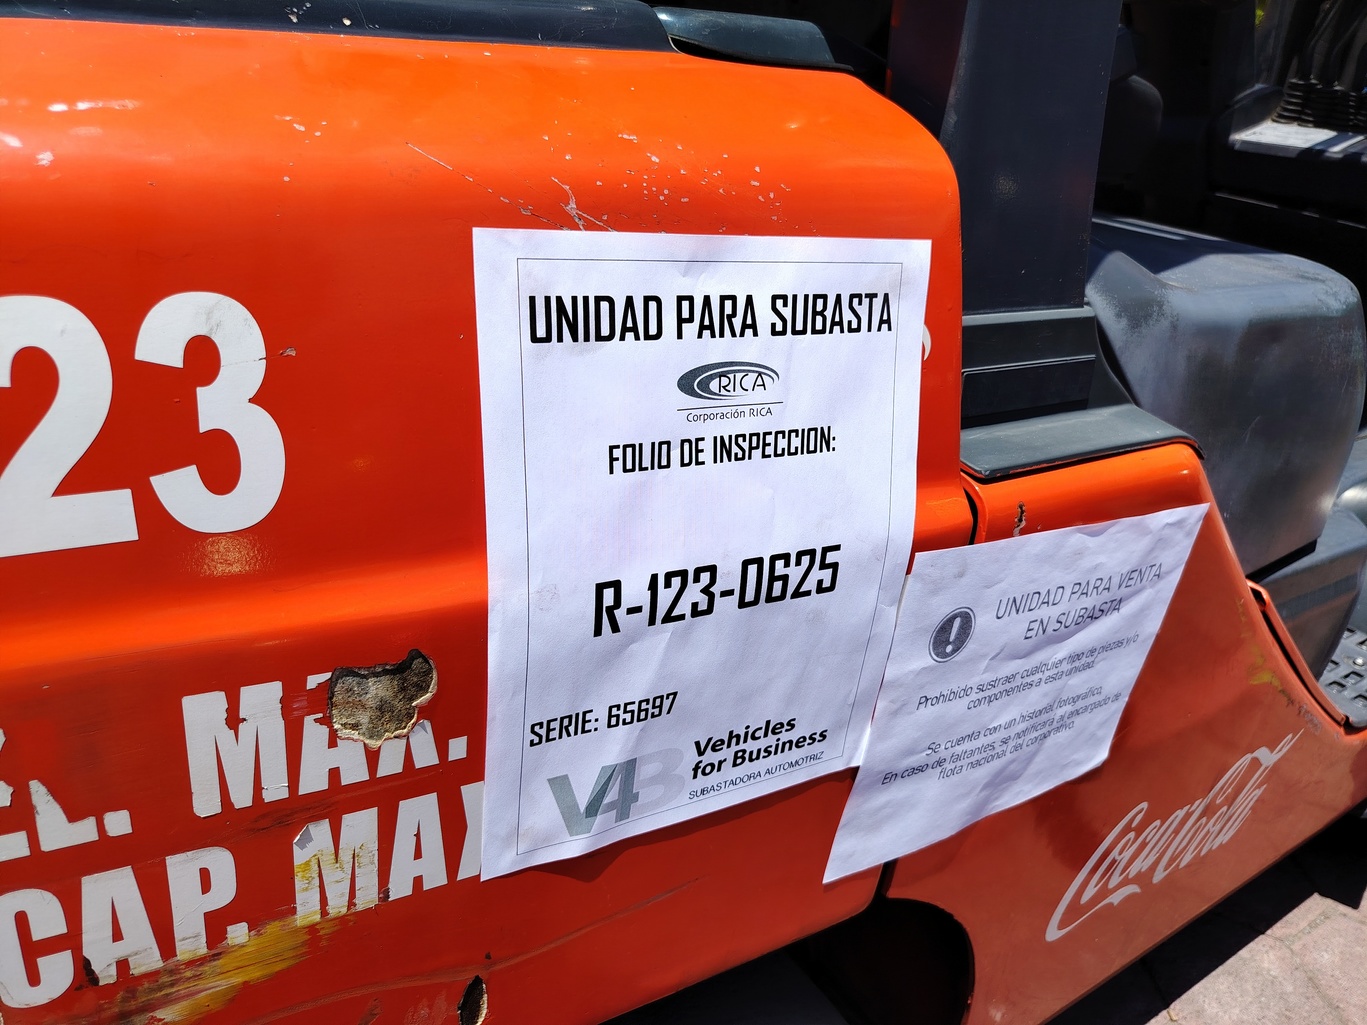 23
. MAX.
CAP. MAX
UNIDAD PARA SUBASTA
RICA
Corporación RICA
FOLIO DE INSPECCION:
R-123-0625
SERIE: 65697
V4B
Vehicles
for Business
SUBASTADORA AUTOMOTRIZ
!
UNIDAD PARA VENTA
EN SUBASTA
Prohibido sustraer cualquier tipo de piezas y/o
componentes a esta unidad.
Se cuenta con un historial fotográfico,
En caso de faltantes, se notificará al encargado de
flota nacional del corporativo.
Coca-Cola